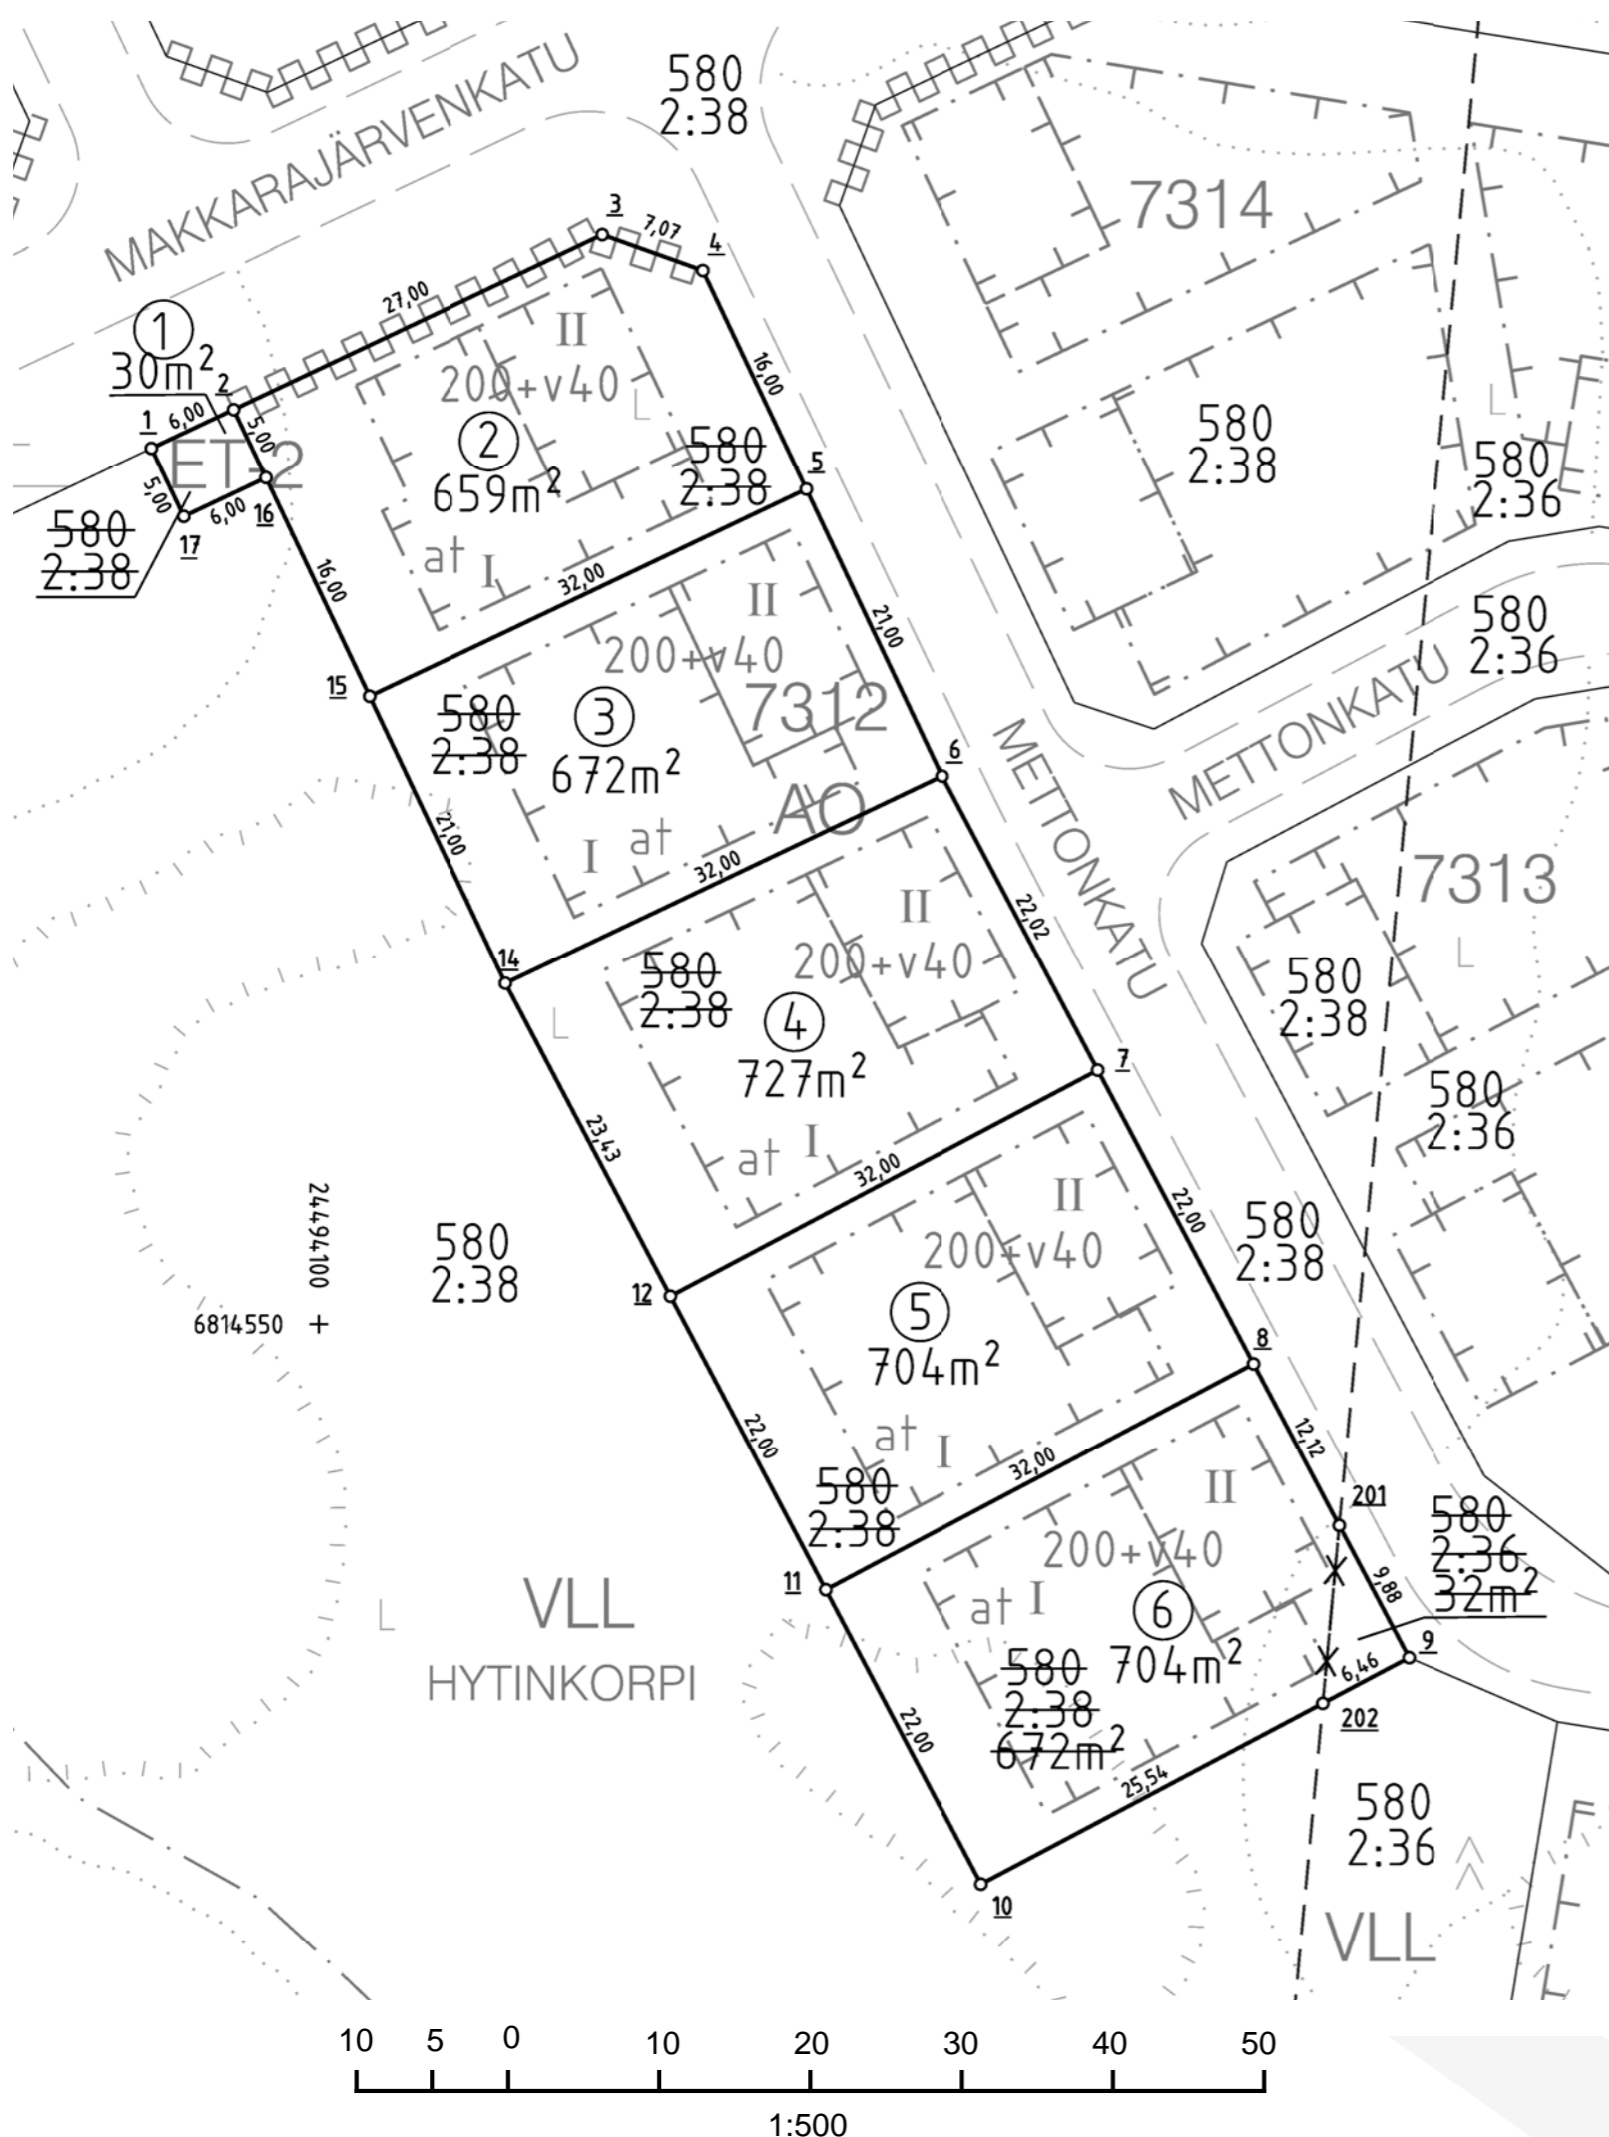 MAKKARAJÄRVENKATU
580
2:38
7314
3
7,07
4
27,00
1
30m²
2
1
6,00
5,00
ET-2
5,00
6,00
16
17
580
2:38
II
200+v40
2
659m²
580
2:38
16,00
5
at I
32,00
16,00
15
580
2:38
580
2:36
580
2:36
METTONKATU
II
200+v40
21,00
7312
580
2:38
3
672m²
AO
6
I at
32,00
21,00
14
METTONKATU
7313
580
2:38
580
2:36
II
200+v40
22,02
580
2:38
4
727m²
7
at I
32,00
23,43
12
24494100
6814550
580
2:38
II
200+v40
22,00
580
2:38
5
704m²
8
at I
32,00
22,00
580
2:38
11
12,12
201
580
2:36
32m²
9,88
9
II
200+v40
at I
6
704m²
580
2:38
672m²
6,46
202
25,54
22,00
10
VLL
HYTINKORPI
580
2:36
VLL
L
L
L
L
L
10 5 0 10 20 30 40 50
1:500